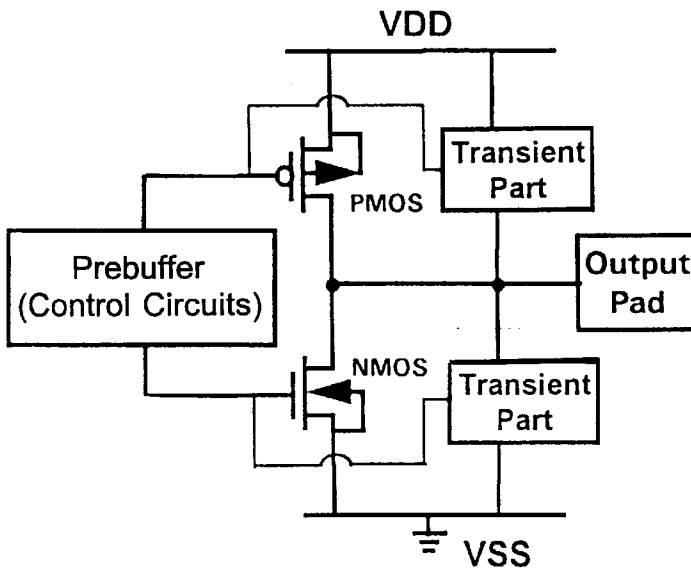 VDD
Transient
Part
PMOS
Prebuffer
(Control Circuits)
Output
Pad
NMOS
Transient
Part
VSS